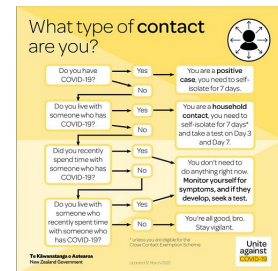 What type of contact
are you?
Do you have
COVID-19?
Yes
No
You are a positive
case, you need to self-
isolate for 7 days.
Do you live with
someone who has
COVID-19?
Yes
No
You are a household
contact, you need to
self-isolate for 7 days*
and take a test on Day 3
and Day 7.
Did you recently
spend time with
someone who has
COVID-19?
Yes
No
You don't need to
do anything right now.
Monitor yourself for
symptoms, and if they
develop, seek a test.
Do you live with
someone who
recently spent time
with someone who
has COVID-19?
Yes
No
You're all good, bro.
Stay vigilant.
* unless you are eligible for the
Close Contact Exemption Scheme
Te Kāwanatanga o Aotearoa
New Zealand Government
updated 12 March 2022
Unite
against
COVID-19